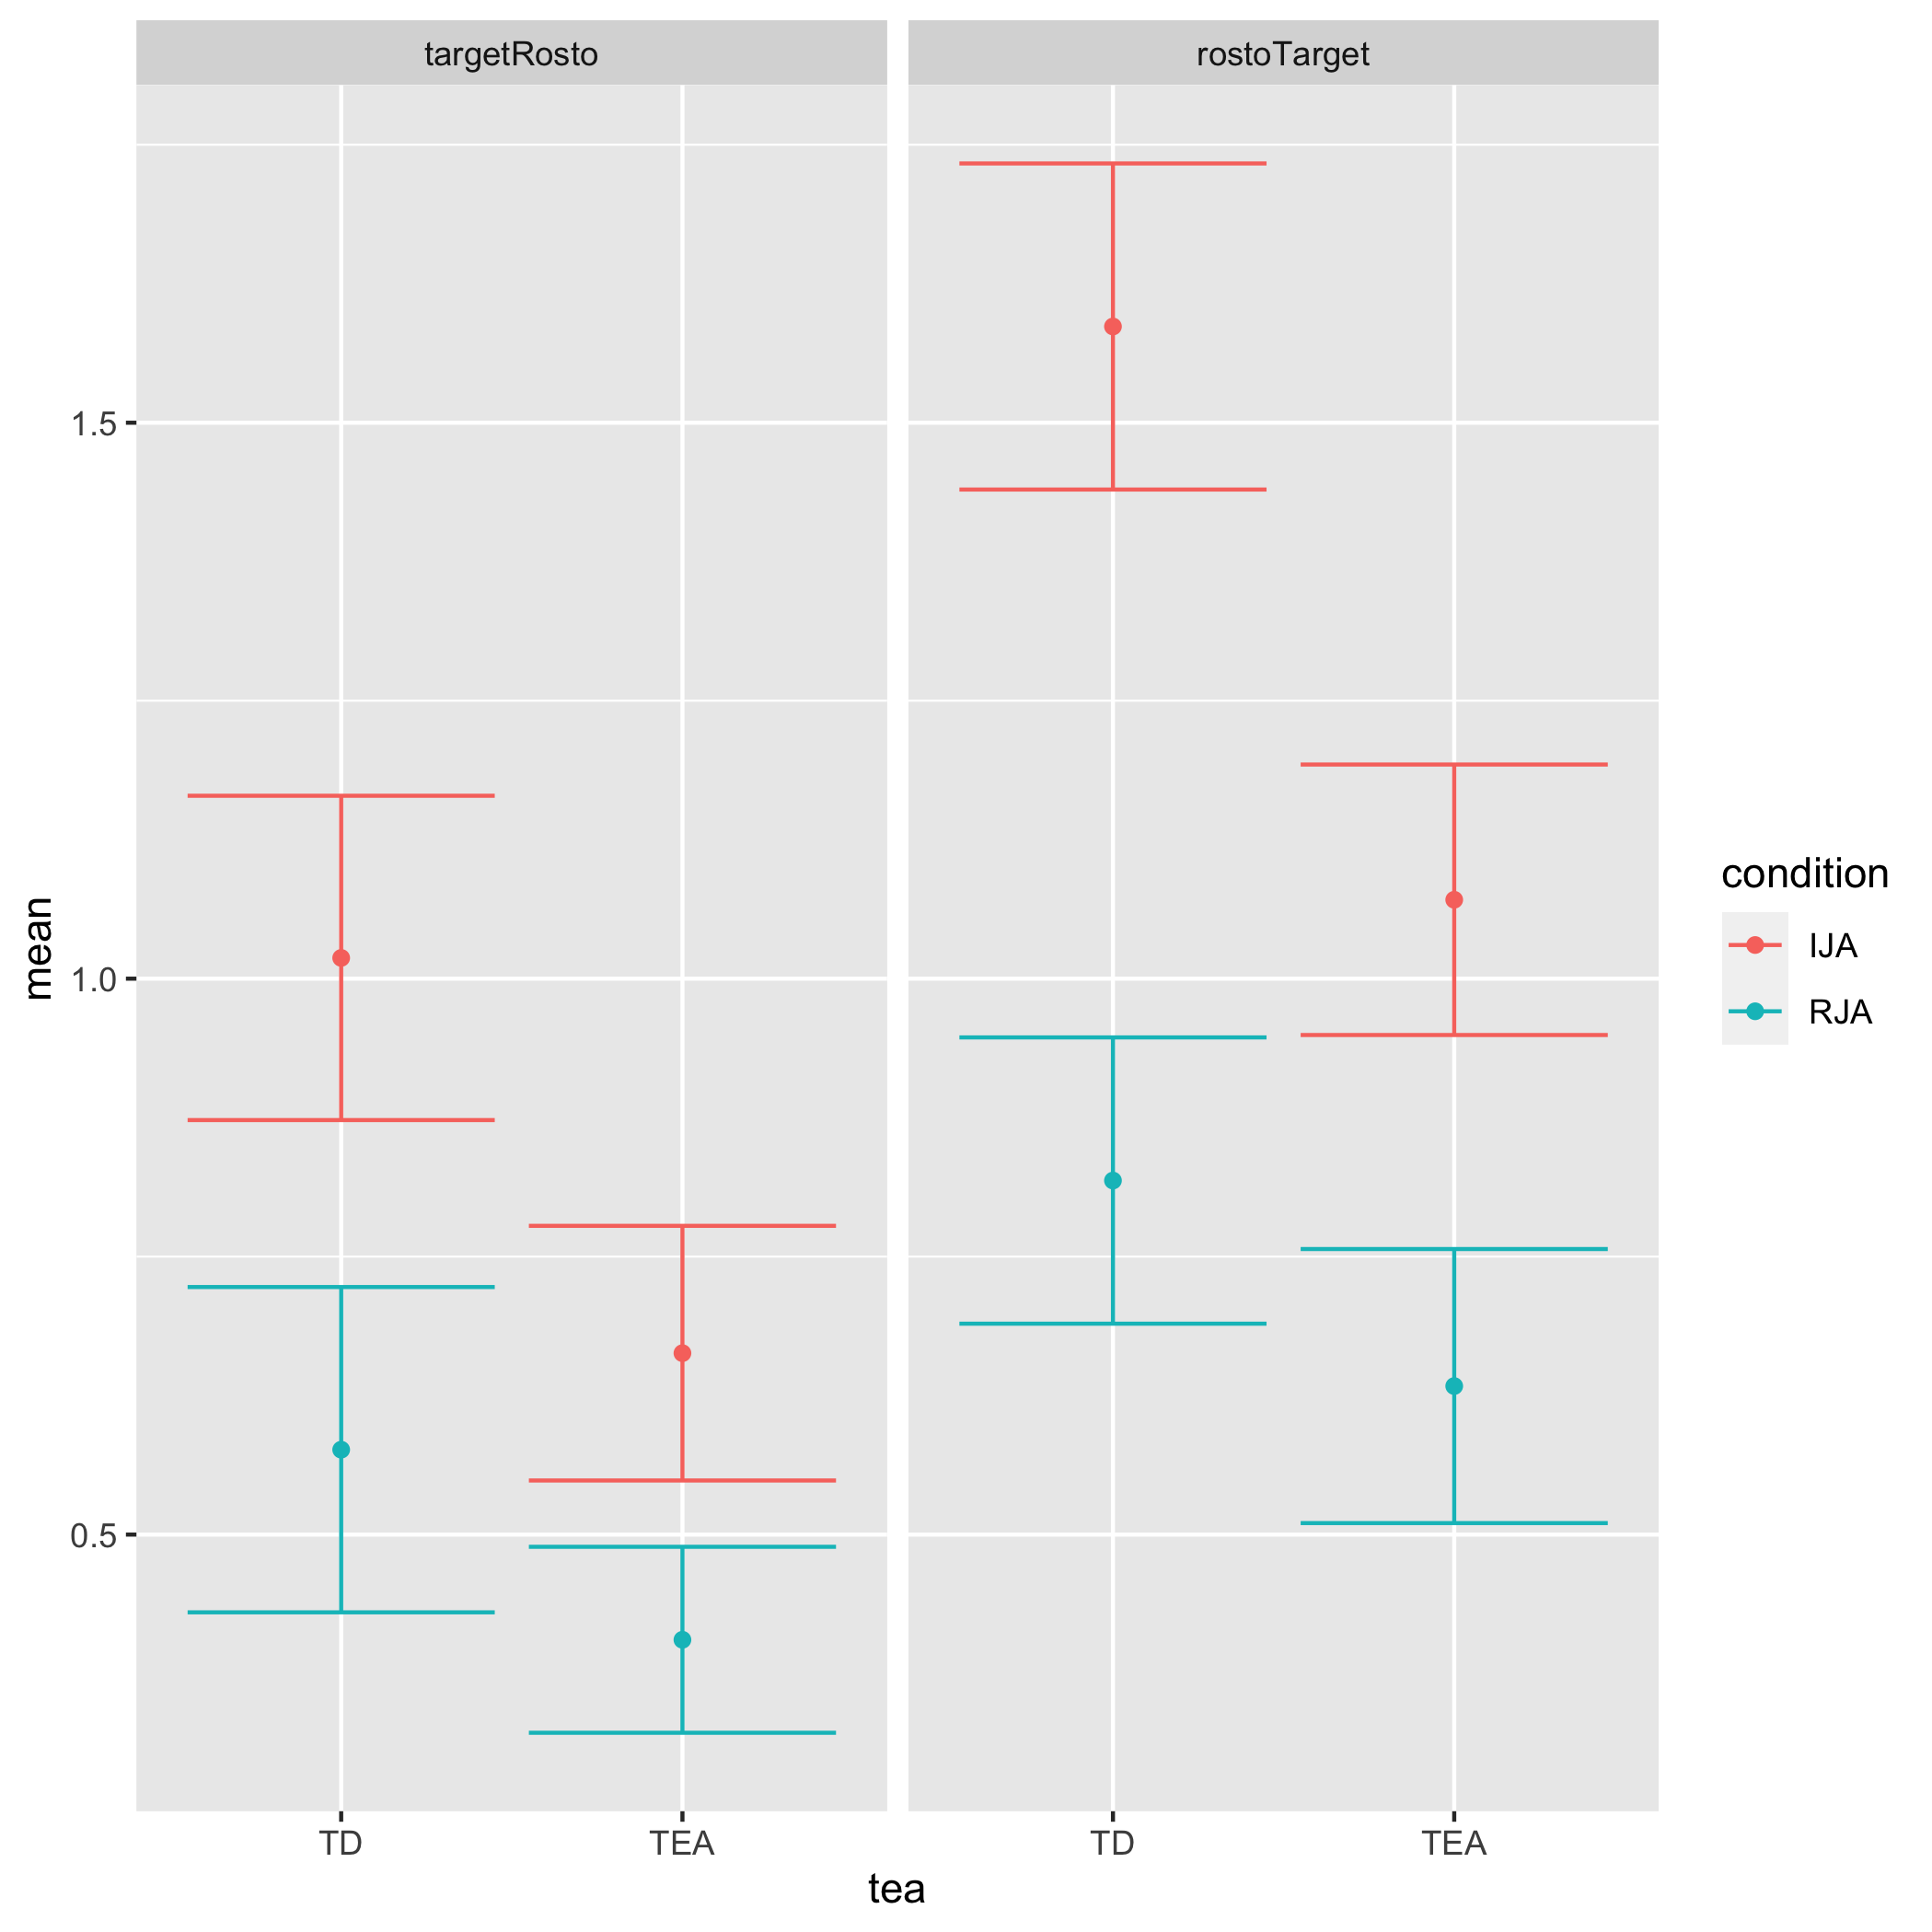 targetRosto
rostoTarget
mean
1.5
1.0
0.5
TD
TEA
TD
TEA
tea
condition
IJA
RJA